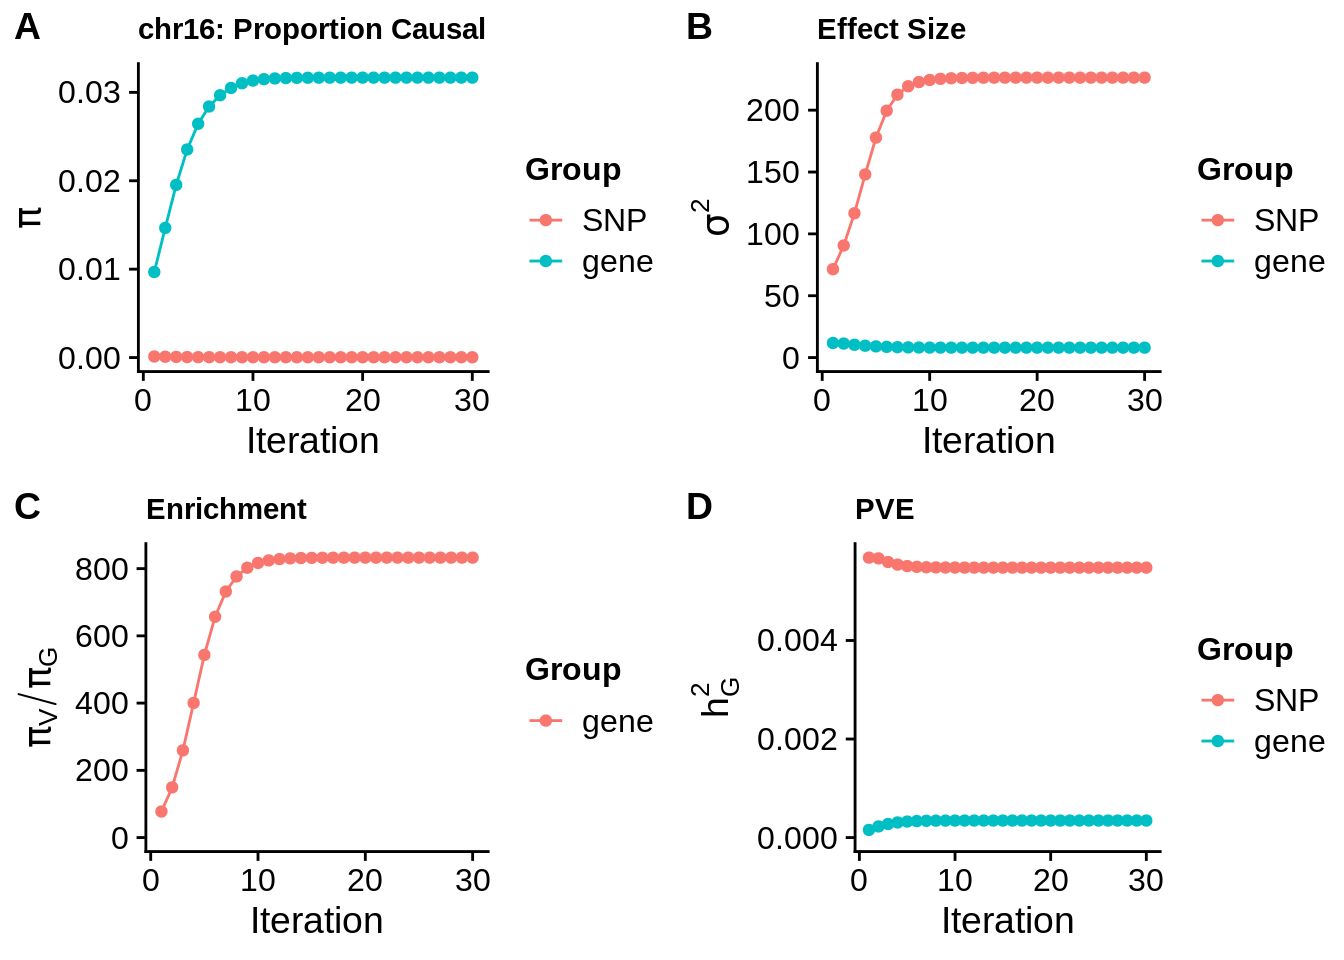 A
chr16: Proportion Causal
π
0.03
0.02
0.01
0.00
0 10 20 30
Iteration
Group
SNP
gene
B
Effect Size
σ²
200
150
100
50
0
0 10 20 30
Iteration
Group
SNP
gene
C
Enrichment
π_V/π_G
800
600
400
200
0
0 10 20 30
Iteration
Group
gene
D
PVE
h²_G
0.004
0.002
0.000
0 10 20 30
Iteration
Group
SNP
gene